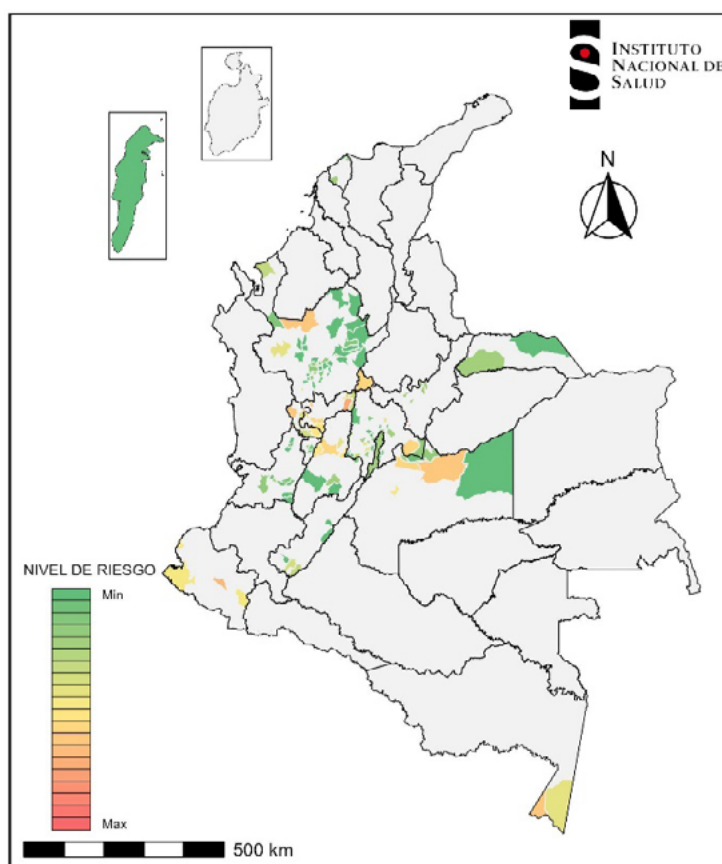 INSTITUTO
NACIONAL DE
SALUD
N
NIVEL DE RIESGO
Min
Max
500 km